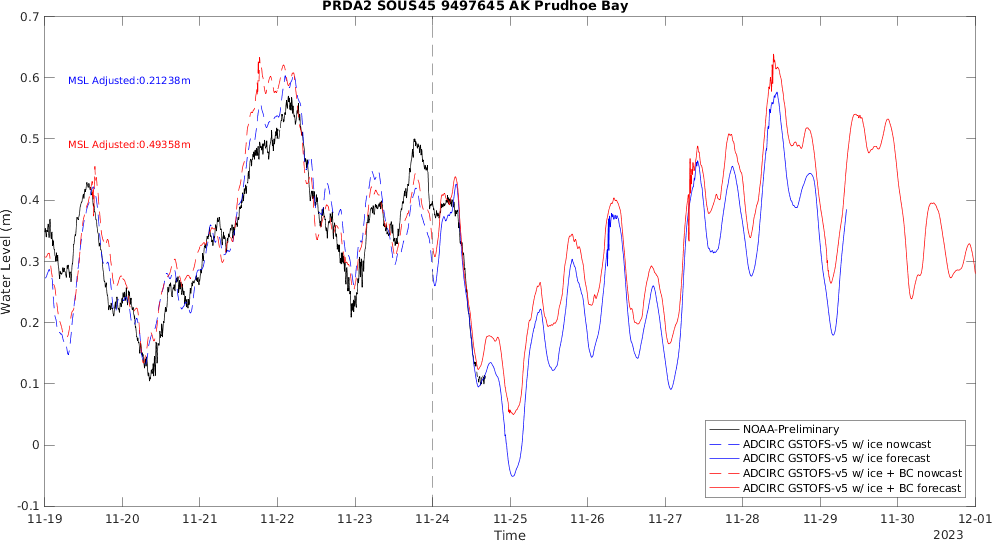 PRDA2 SOUS45 9497645 AK Prudhoe Bay
0.7
0.6
0.5
0.4
0.3
0.2
0.1
0
-0.1
Water Level (m)
MSL Adjusted:0.21238m
MSL Adjusted:0.49358m
NOAA-Preliminary
ADCIRC GSTOFS-v5 w/ ice nowcast
ADCIRC GSTOFS-v5 w/ ice forecast
ADCIRC GSTOFS-v5 w/ ice + BC nowcast
ADCIRC GSTOFS-v5 w/ ice + BC forecast
11-19 11-20 11-21 11-22 11-23 11-24 11-25 11-26 11-27 11-28 11-29 11-30 12-01
Time
2023